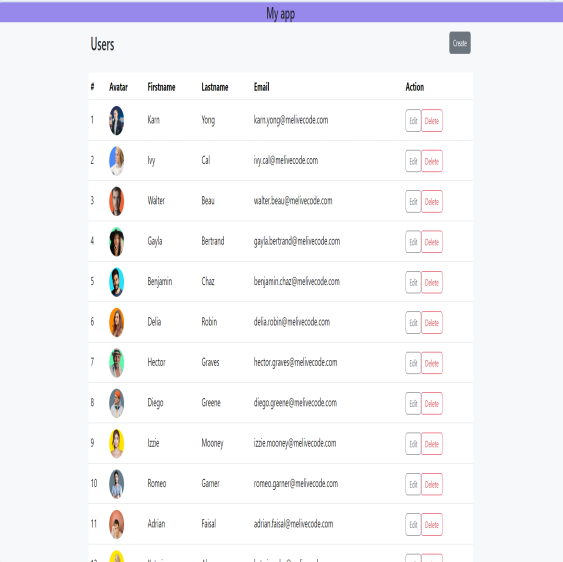 My app
Users Create
# Avatar Firstname Lastname Email Action
1 Karn Yong karn.yong@melivecode.com Edit Delete
2 Ivy Cal ivy.cal@melivecode.com Edit Delete
3 Walter Beau walter.beau@melivecode.com Edit Delete
4 Gayla Bertrand gayla.bertrand@melivecode.com Edit Delete
5 Benjamin Chaz benjamin.chaz@melivecode.com Edit Delete
6 Delia Robin delia.robin@melivecode.com Edit Delete
7 Hector Graves hector.graves@melivecode.com Edit Delete
8 Diego Greene diego.greene@melivecode.com Edit Delete
9 Izzie Mooney izzie.mooney@melivecode.com Edit Delete
10 Romeo Garner romeo.garner@melivecode.com Edit Delete
11 Adrian Faisal adrian.faisal@melivecode.com Edit Delete